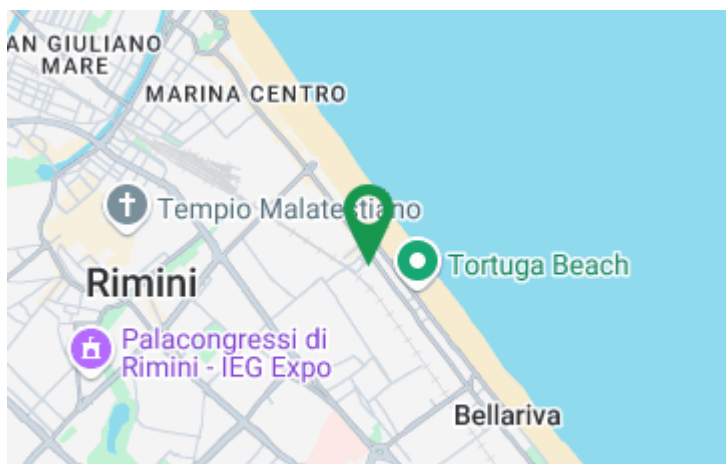 AN GIULIANO
MARE
MARINA CENTRO
Tempio Malatestiano
Tortuga Beach
Rimini
Palacongressi di
Rimini - IEG Expo
Bellariva